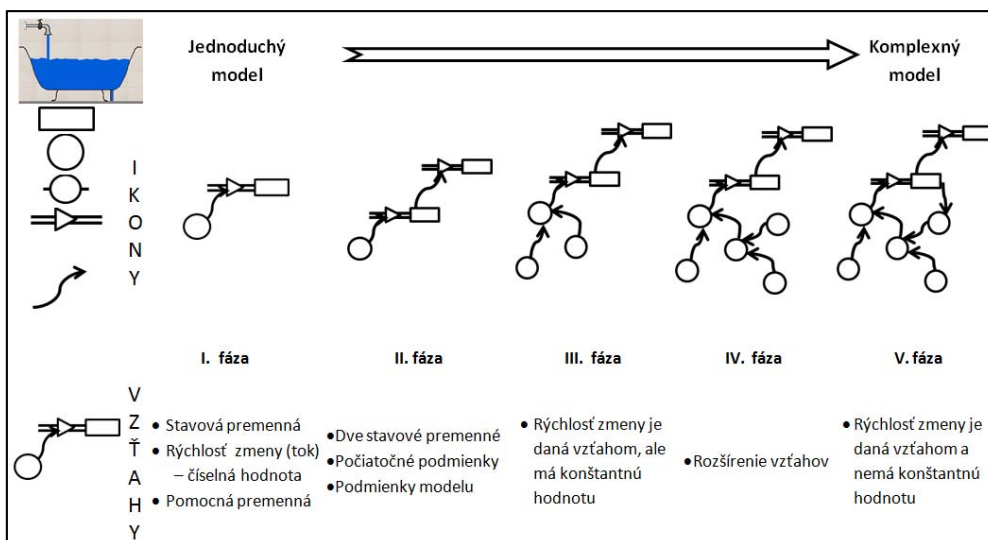 Jednoduchý
model
Komplexný
model
I
K
O
N
Y
I. fáza
II. fáza
III. fáza
IV. fáza
V. fáza
V
Z
Ť
A
H
Y
• Stavová premenná
• Rýchlosť zmeny (tok)
– číselná hodnota
• Pomocná premenná
•Dve stavové premenné
•Počiatočné podmienky
•Podmienky modelu
• Rýchlosť zmeny je
daná vzťahom, ale
má konštantnú
hodnotu
•Rozšírenie vzťahov
• Rýchlosť zmeny je
daná vzťahom a
nemá konštantnú
hodnotu